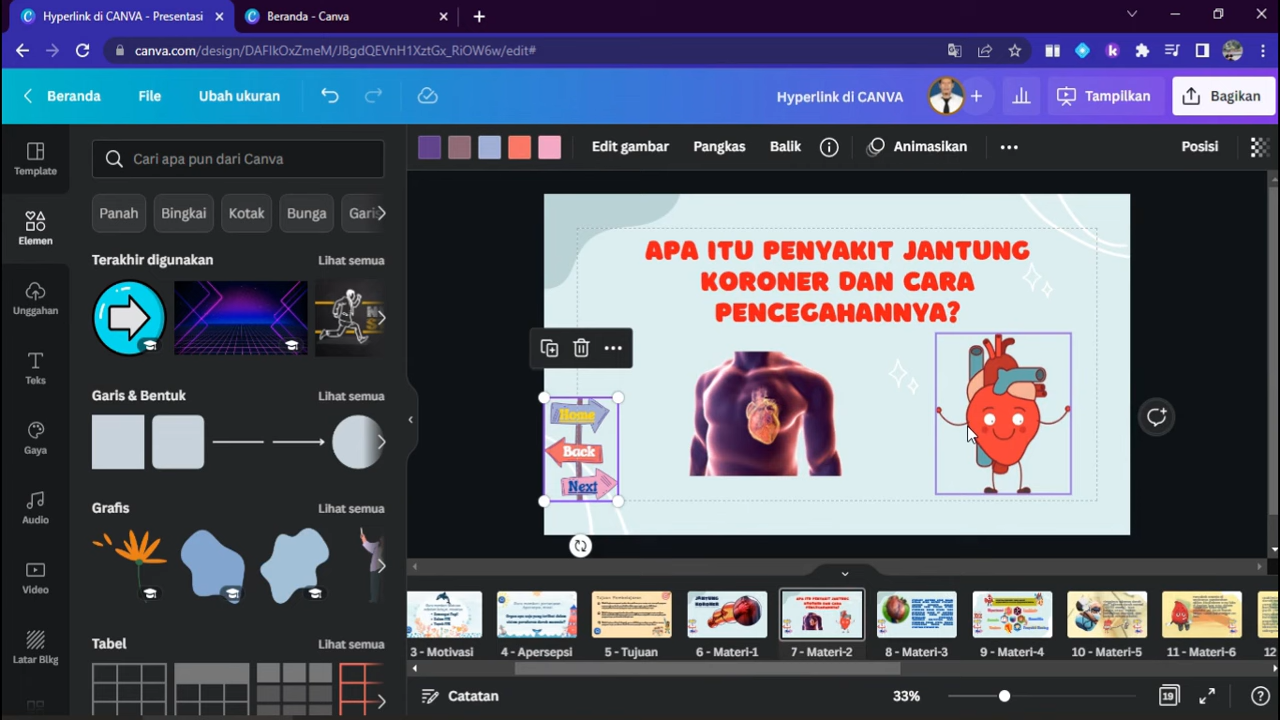 Hyperlink di CANVA - Presentasi
Beranda - Canva
canva.com/design/DAFIkOxZmeM/JBgdQEVnH1XztGx_RiOW6w/edit#
Beranda
File
Ubah ukuran
Hyperlink di CANVA
Tampilkan
Bagikan
Template
Elemen
Unggahan
Teks
Gaya
Audio
Video
Latar Blkg
Cari apa pun dari Canva
Panah
Bingkai
Kotak
Bunga
Garis
Terakhir digunakan
Lihat semua
Garis & Bentuk
Lihat semua
Grafis
Lihat semua
Tabel
Lihat semua
Edit gambar
Pangkas
Balik
Animasikan
Posisi
APA ITU PENYAKIT JANTUNG
KORONER DAN CARA
PENCEGAHANNYA?
Home
Back
Next
3 - Motivasi
4 - Apersepsi
5 - Tujuan
6 - Materi-1
7 - Materi-2
8 - Materi-3
9 - Materi-4
10 - Materi-5
11 - Materi-6
12
Catatan
33%
19